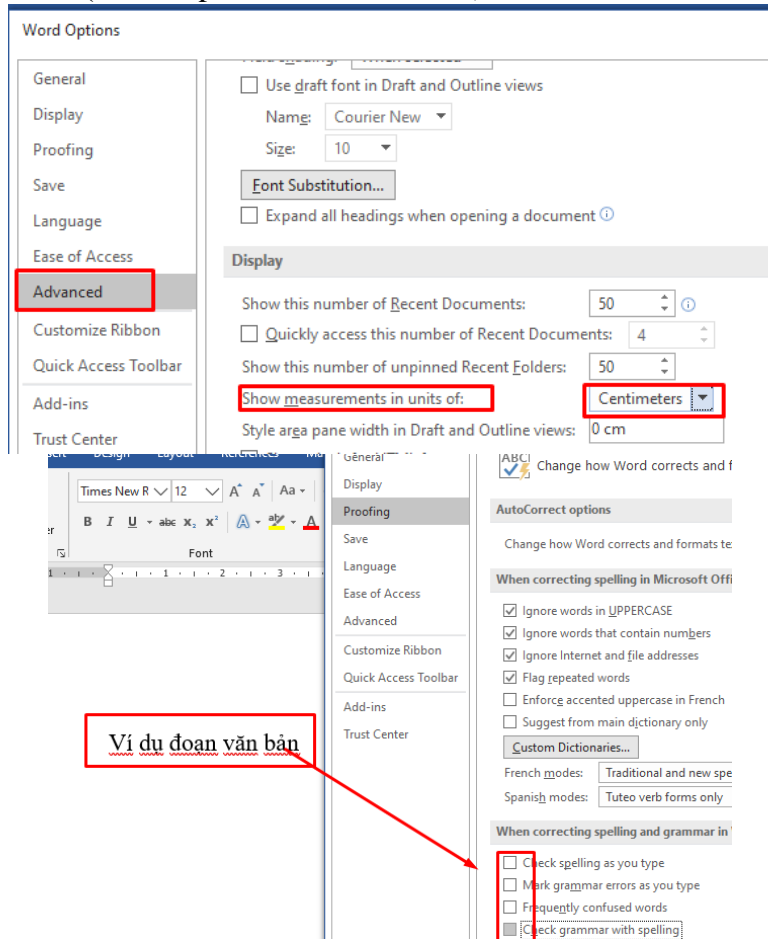 Word Options
General
Display
Proofing
Save
Language
Ease of Access
Advanced
Customize Ribbon
Quick Access Toolbar
Add-ins
Trust Center
Use draft font in Draft and Outline views
Name: Courier New
Size: 10
Font Substitution...
Expand all headings when opening a document
Display
Show this number of Recent Documents: 50
Quickly access this number of Recent Documents: 4
Show this number of unpinned Recent Folders: 50
Show measurements in units of: Centimeters
Style area pane width in Draft and Outline views: 0 cm
Design Layout References
Times New R 12 A A Aa
B I U abc x₂ x² A aby A
Font
1 1 2 3
Ví dụ đoạn văn bản
General
Display
Proofing
Save
Language
Ease of Access
Advanced
Customize Ribbon
Quick Access Toolbar
Add-ins
Trust Center
ABC Change how Word corrects and f
AutoCorrect options
Change how Word corrects and formats te
When correcting spelling in Microsoft Offi
Ignore words in UPPERCASE
Ignore words that contain numbers
Ignore Internet and file addresses
Flag repeated words
Enforce accented uppercase in French
Suggest from main dictionary only
Custom Dictionaries...
French modes: Traditional and new spe
Spanish modes: Tuteo verb forms only
When correcting spelling and grammar in
Check spelling as you type
Mark grammar errors as you type
Frequently confused words
Check grammar with spelling